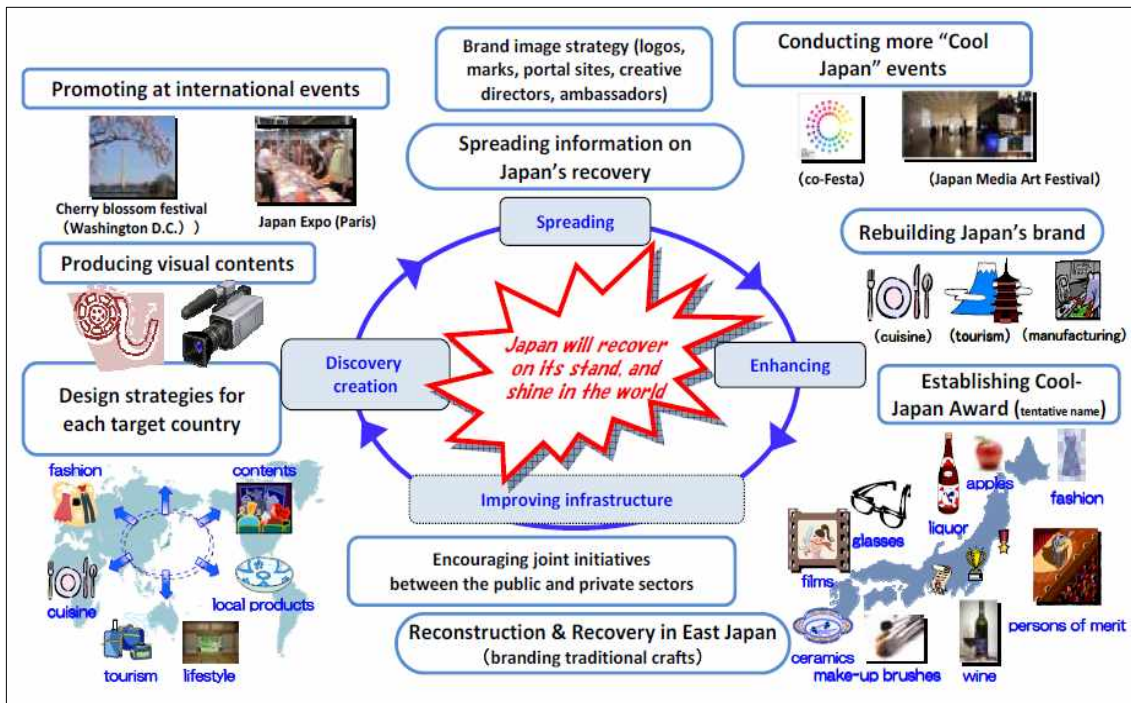 Brand image strategy (logos,
marks, portal sites, creative
directors, ambassadors)
Conducting more “Cool
Japan” events
Promoting at international events
Spreading information on
Japan’s recovery
(co-Festa)
(Japan Media Art Festival)
Cherry blossom festival
(Washington D.C.))
Japan Expo (Paris)
Spreading
Rebuilding Japan’s brand
Producing visual contents
(cuisine)
(tourism)
(manufacturing)
Discovery
creation
Japan will recover
on its stand, and
shine in the world
Enhancing
Design strategies for
each target country
Establishing Cool-
Japan Award (tentative name)
fashion
contents
cuisine
local products
tourism
lifestyle
Improving infrastructure
Encouraging joint initiatives
between the public and private sectors
Reconstruction & Recovery in East Japan
(branding traditional crafts)
apples
fashion
liquor
glasses
films
persons of merit
ceramics
make-up brushes
wine